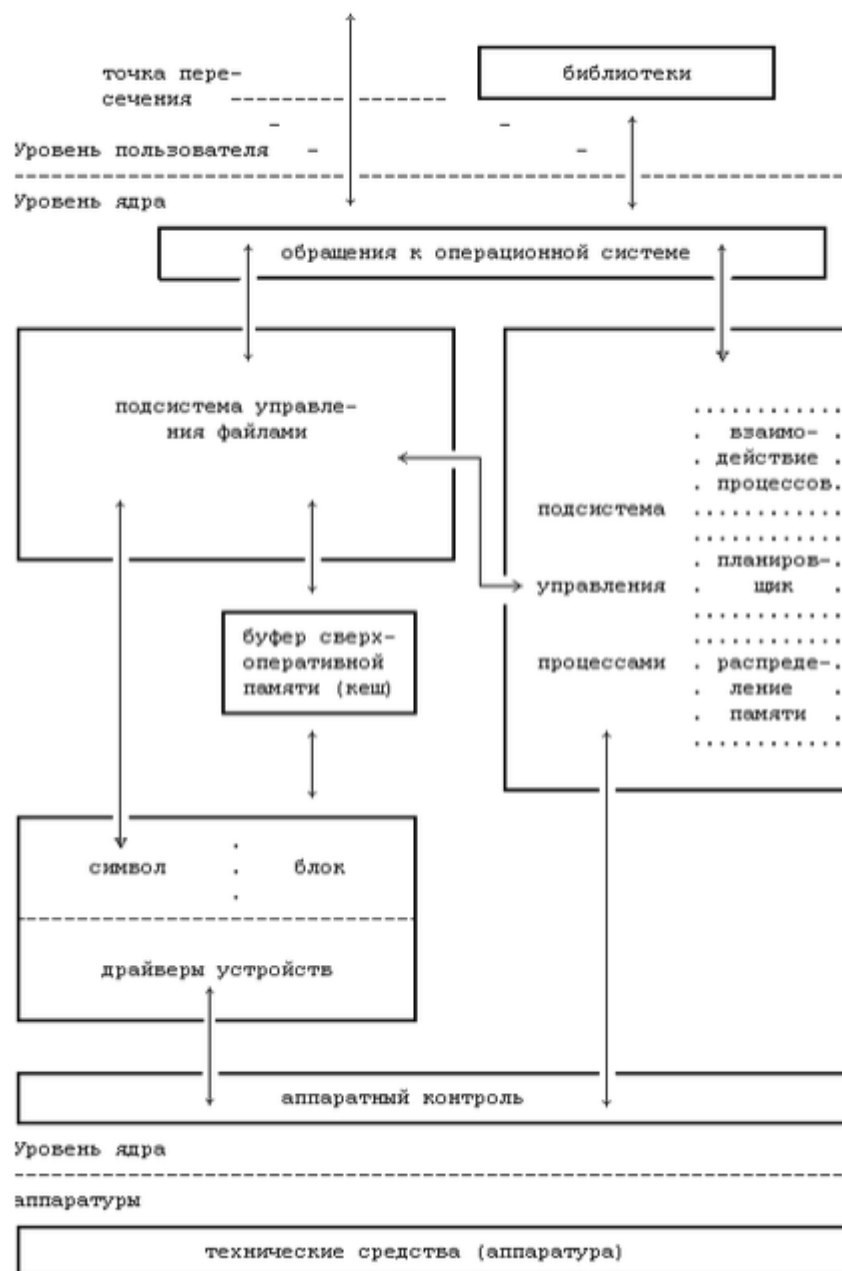 точка пере-
сечения
библиотеки
Уровень пользователя
Уровень ядра
обращения к операционной системе
подсистема управле-
ния файлами
взаимо-
действие
процессов
подсистема
планиров-
щик
управления
распреде-
ление
памяти
процессами
буфер сверх-
оперативной
памяти (кеш)
символ
блок
драйверы устройств
аппаратный контроль
Уровень ядра
аппаратуры
технические средства (аппаратура)